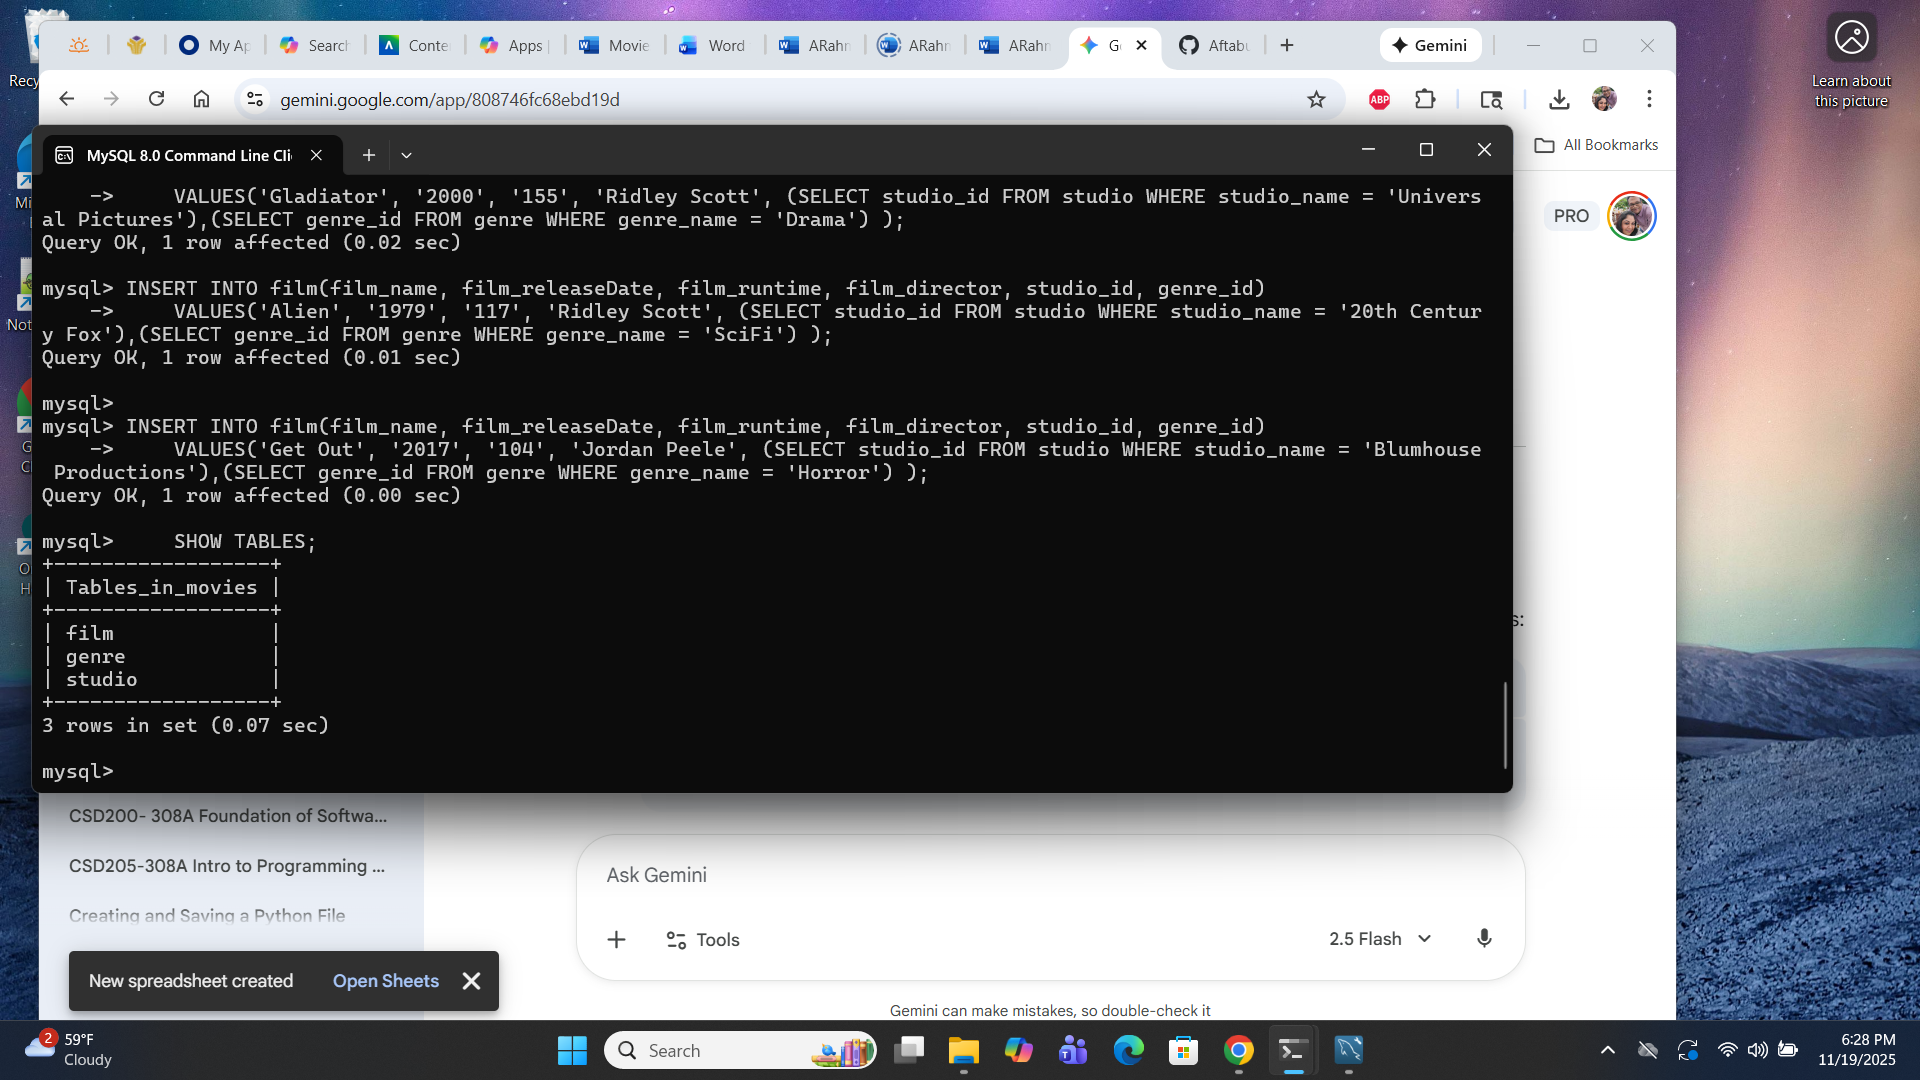 Recy
My Ap
Search
Conte
Apps
Movie
Word
ARahn
ARahn
ARahn
G
Aftabu
Gemini
Learn about
this picture
gemini.google.com/app/808746fc68ebd19d
ABP
All Bookmarks
MySQL 8.0 Command Line Cli
PRO
    ->     VALUES('Gladiator', '2000', '155', 'Ridley Scott', (SELECT studio_id FROM studio WHERE studio_name = 'Univers
al Pictures'),(SELECT genre_id FROM genre WHERE genre_name = 'Drama') );
Query OK, 1 row affected (0.02 sec)
mysql> INSERT INTO film(film_name, film_releaseDate, film_runtime, film_director, studio_id, genre_id)
    ->     VALUES('Alien', '1979', '117', 'Ridley Scott', (SELECT studio_id FROM studio WHERE studio_name = '20th Centur
y Fox'),(SELECT genre_id FROM genre WHERE genre_name = 'SciFi') );
Query OK, 1 row affected (0.01 sec)
mysql>
mysql> INSERT INTO film(film_name, film_releaseDate, film_runtime, film_director, studio_id, genre_id)
    ->     VALUES('Get Out', '2017', '104', 'Jordan Peele', (SELECT studio_id FROM studio WHERE studio_name = 'Blumhouse
 Productions'),(SELECT genre_id FROM genre WHERE genre_name = 'Horror') );
Query OK, 1 row affected (0.00 sec)
mysql>     SHOW TABLES;
+------------------+
| Tables_in_movies |
+------------------+
| film             |
| genre            |
| studio           |
+------------------+
3 rows in set (0.07 sec)
mysql>
Mi
Not
G
C
O
H
s:
CSD200- 308A Foundation of Softwa...
CSD205-308A Intro to Programming ...
Creating and Saving a Python File
Ask Gemini
Tools
2.5 Flash
New spreadsheet created
Open Sheets
Gemini can make mistakes, so double-check it
2
59°F
Cloudy
Search
6:28 PM
11/19/2025